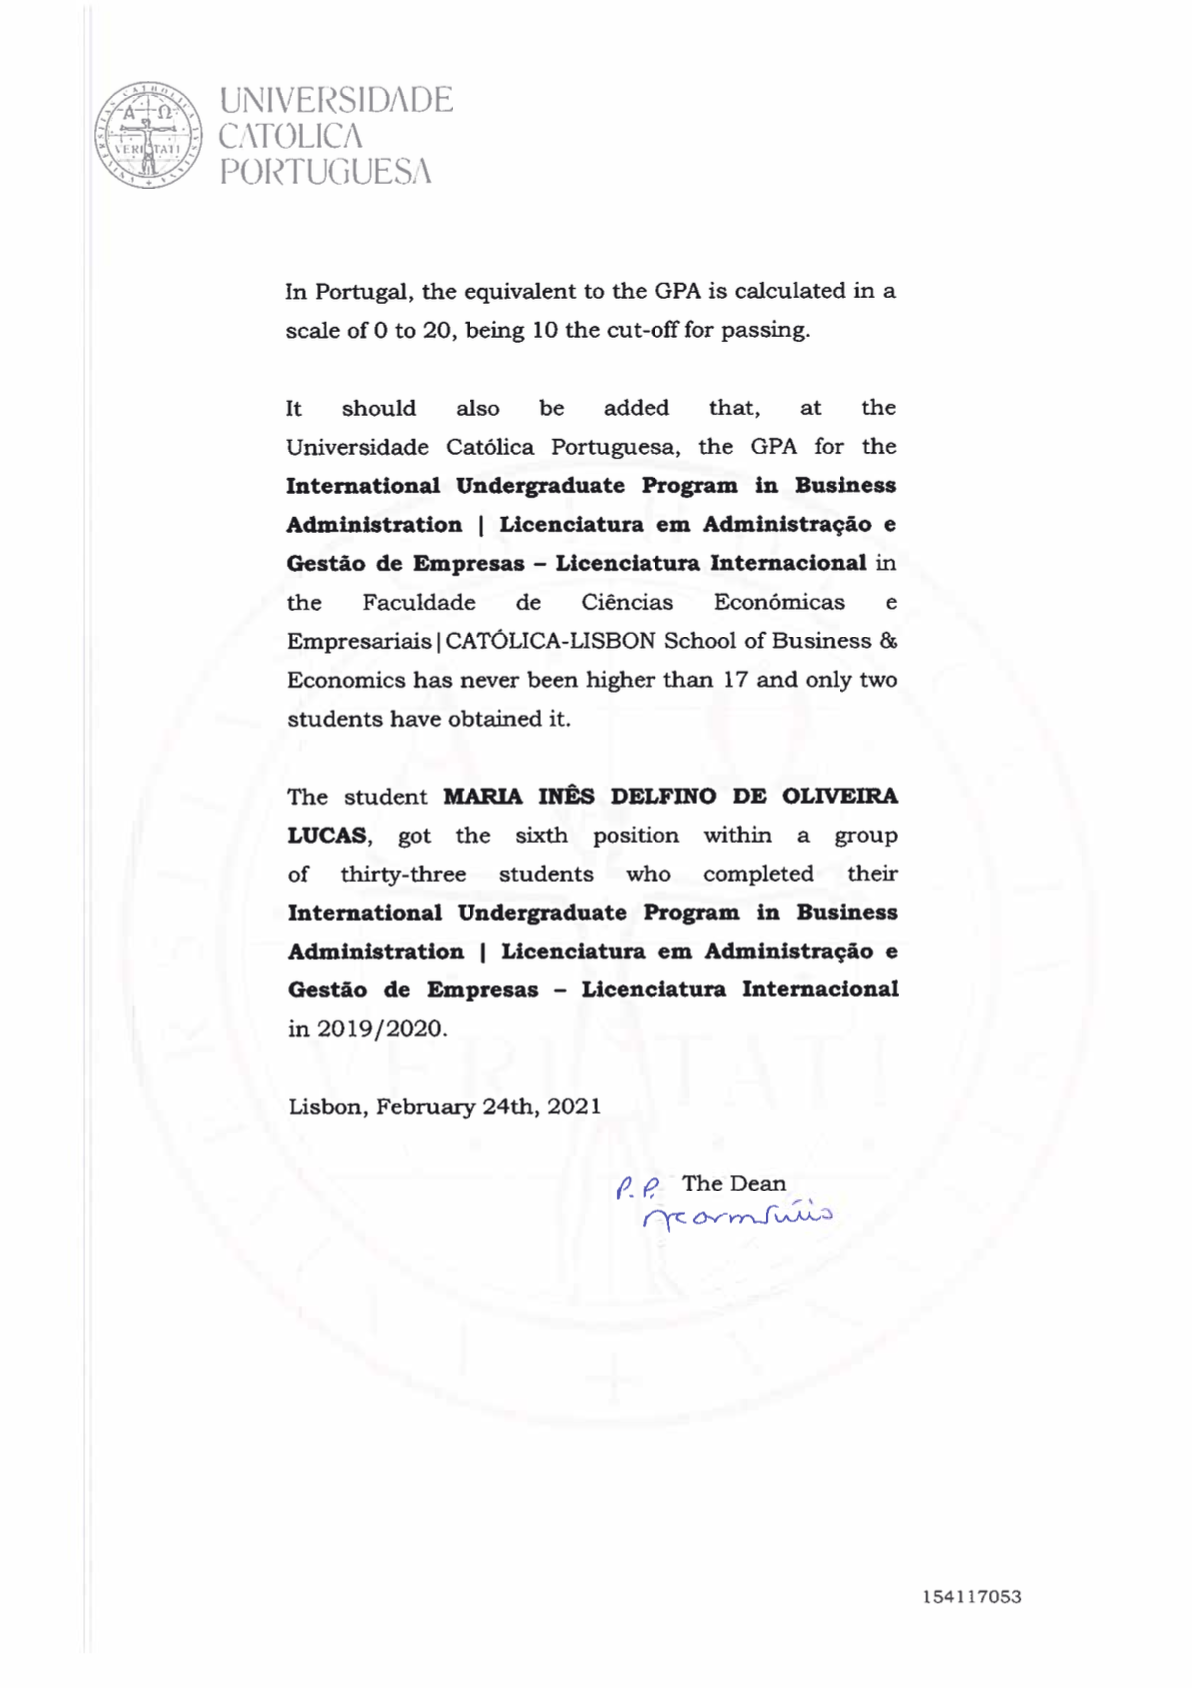 UNIVERSIDADE
CATOLICA
PORTUGUESA
VERITATI
In Portugal, the equivalent to the GPA is calculated in a
scale of 0 to 20, being 10 the cut-off for passing.
It should also be added that, at the
Universidade Católica Portuguesa, the GPA for the
International Undergraduate Program in Business
Administration | Licenciatura em Administração e
Gestão de Empresas – Licenciatura Internacional in
the Faculdade de Ciências Económicas e
Empresariais|CATÓLICA-LISBON School of Business &
Economics has never been higher than 17 and only two
students have obtained it.
The student MARIA INÊS DELFINO DE OLIVEIRA
LUCAS, got the sixth position within a group
of thirty-three students who completed their
International Undergraduate Program in Business
Administration | Licenciatura em Administração e
Gestão de Empresas – Licenciatura Internacional
in 2019/2020.
Lisbon, February 24th, 2021
P.P. The Dean
154117053